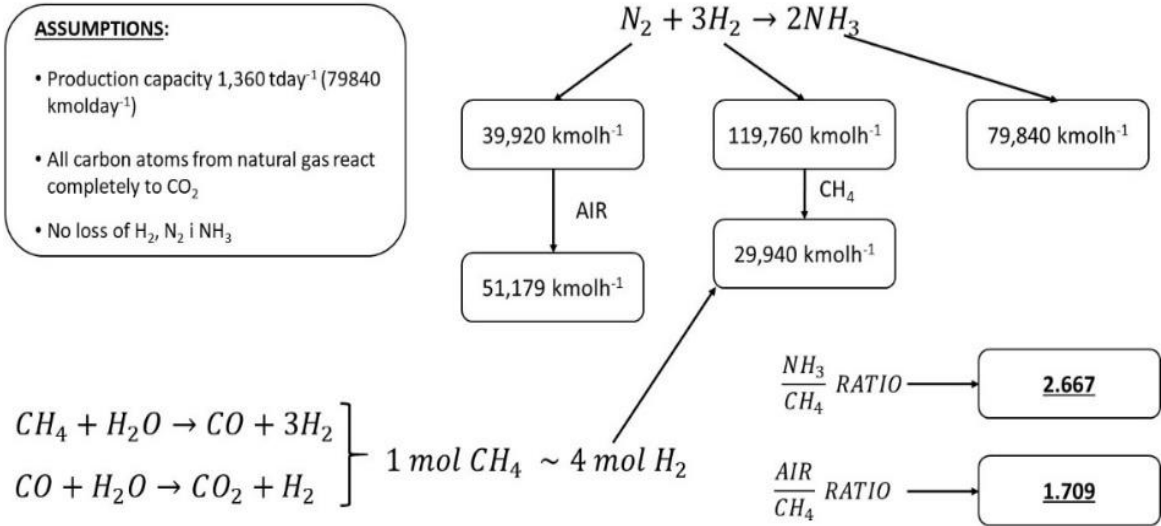 ASSUMPTIONS:
• Production capacity 1,360 tday⁻¹ (79840
kmolday⁻¹)
• All carbon atoms from natural gas react
completely to CO₂
• No loss of H₂, N₂ i NH₃
N₂ + 3H₂ → 2NH₃
39,920 kmolh⁻¹
119,760 kmolh⁻¹
79,840 kmolh⁻¹
AIR
CH₄
51,179 kmolh⁻¹
29,940 kmolh⁻¹
CH₄ + H₂O → CO + 3H₂
CO + H₂O → CO₂ + H₂
1 mol CH₄ ~ 4 mol H₂
NH₃
CH₄
RATIO
2.667
AIR
CH₄
RATIO
1.709